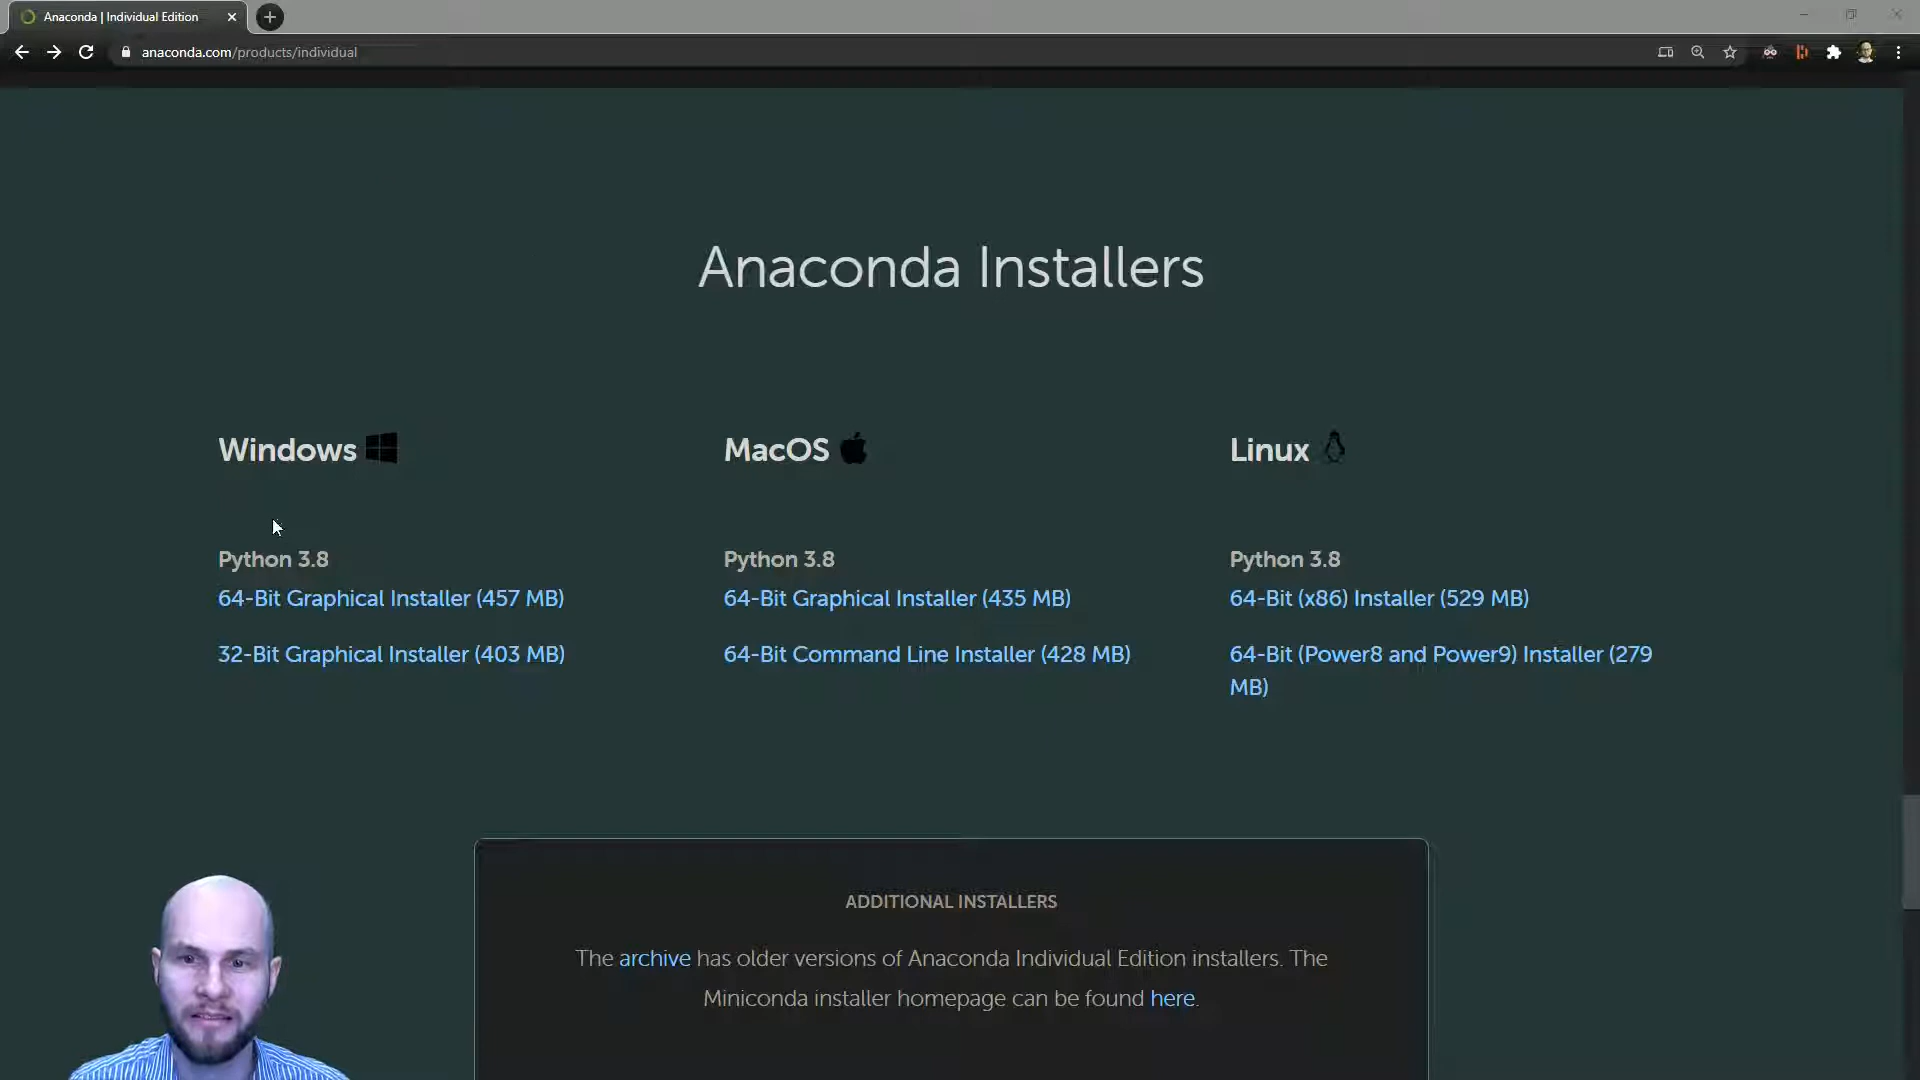 Anaconda | Individual Edition
anaconda.com/products/individual
Anaconda Installers
Windows
MacOS
Linux
Python 3.8
64-Bit Graphical Installer (457 MB)
32-Bit Graphical Installer (403 MB)
Python 3.8
64-Bit Graphical Installer (435 MB)
64-Bit Command Line Installer (428 MB)
Python 3.8
64-Bit (x86) Installer (529 MB)
64-Bit (Power8 and Power9) Installer (279
MB)
ADDITIONAL INSTALLERS
The archive has older versions of Anaconda Individual Edition installers. The
Miniconda installer homepage can be found here.